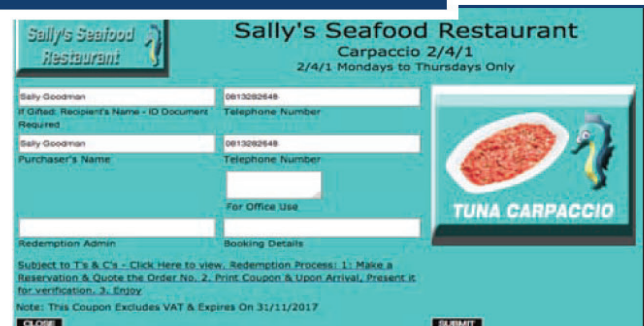 Sally's Seafood
Restaurant
Sally's Seafood Restaurant
Carpaccio 2/4/1
2/4/1 Mondays to Thursdays Only
Sally Goodman
0813282648
If Gifted: Recipient's Name - ID Document
Required
Telephone Number
Sally Goodman
0813282648
Purchaser's Name
Telephone Number
For Office Use
TUNA CARPACCIO
Redemption Admin
Booking Details
Subject to T's & C's - Click Here to view. Redemption Process: 1: Make a
Reservation & Quote the Order No. 2. Print Coupon & Upon Arrival, Present it
for verification. 3. Enjoy
Note: This Coupon Excludes VAT & Expires On 31/11/2017
CLOSE
SUBMIT